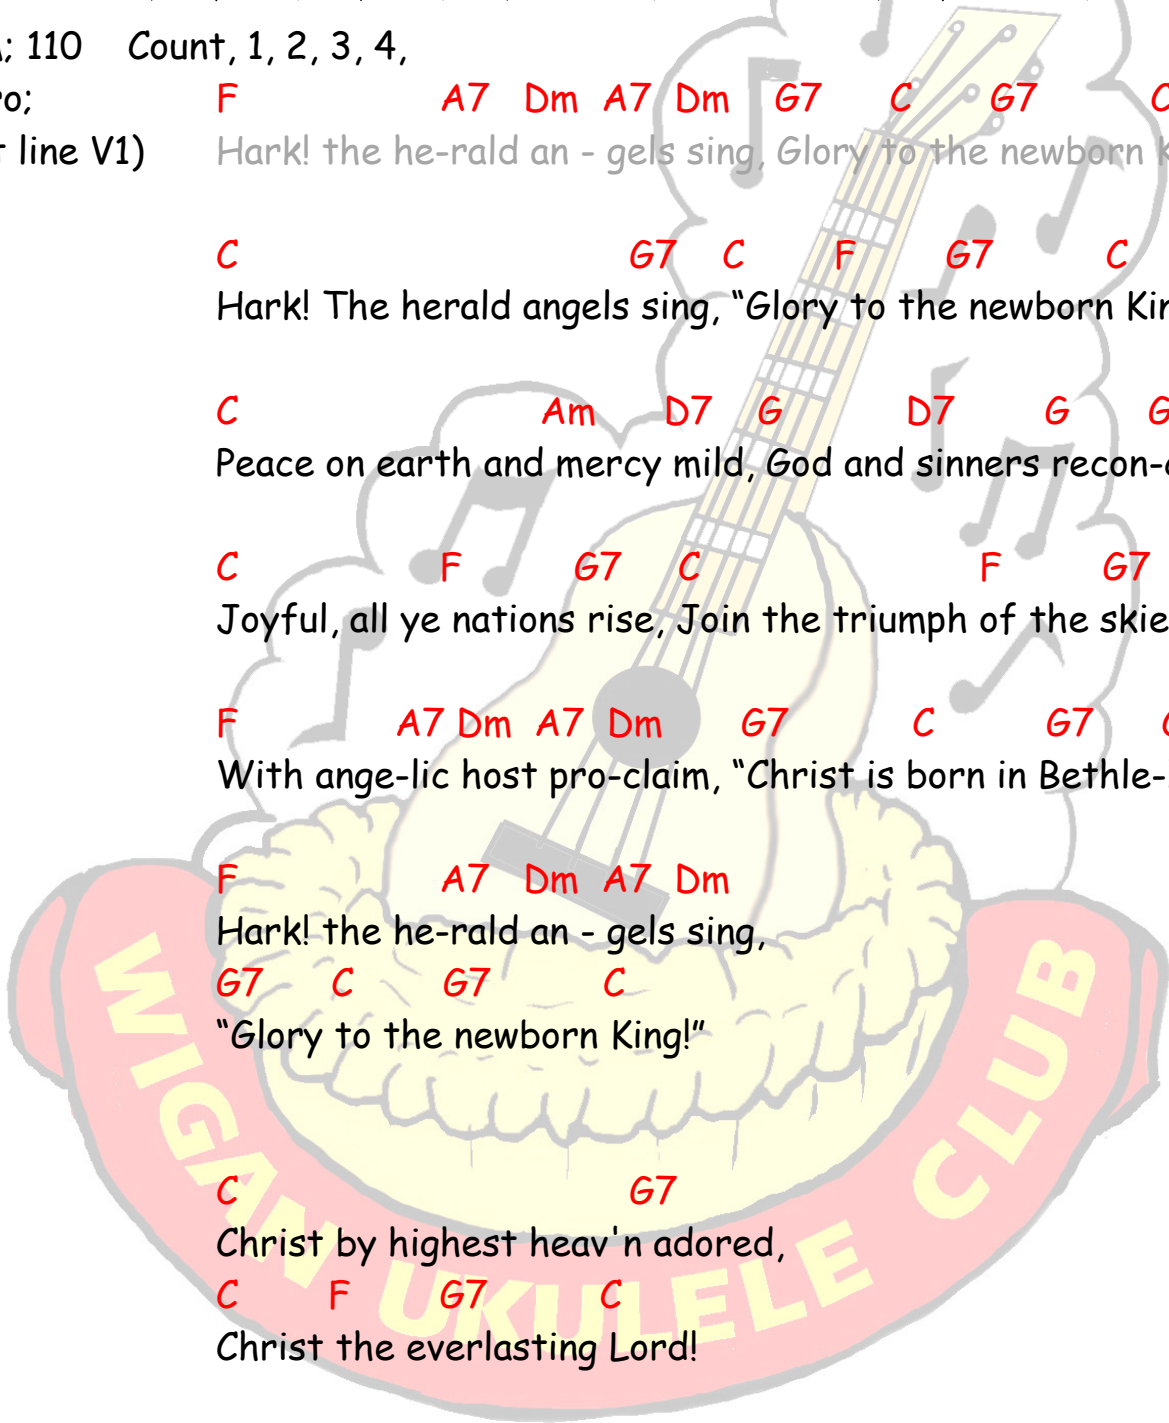 ; 110 Count, 1, 2, 3, 4,
o; F A7 Dm A7 Dm G7 C G7 C
line V1) Hark! the he-rald an - gels sing, Glory to the newborn
C G7 C F G7 C
Hark! The herald angels sing, “Glory to the newborn Kin
C Am D7 G D7 G G
Peace on earth and mercy mild, God and sinners recon-
C F G7 C F G7
Joyful, all ye nations rise, Join the triumph of the skie
F A7 Dm A7 Dm G7 C G7
With ange-lic host pro-claim, “Christ is born in Bethle-
F A7 Dm A7 Dm
Hark! the he-rald an - gels sing,
G7 C G7 C
“Glory to the newborn King!”
C G7
Christ by highest heav'n adored,
C F G7 C
Christ the everlasting Lord!
WIGAN UKULELE CLUB